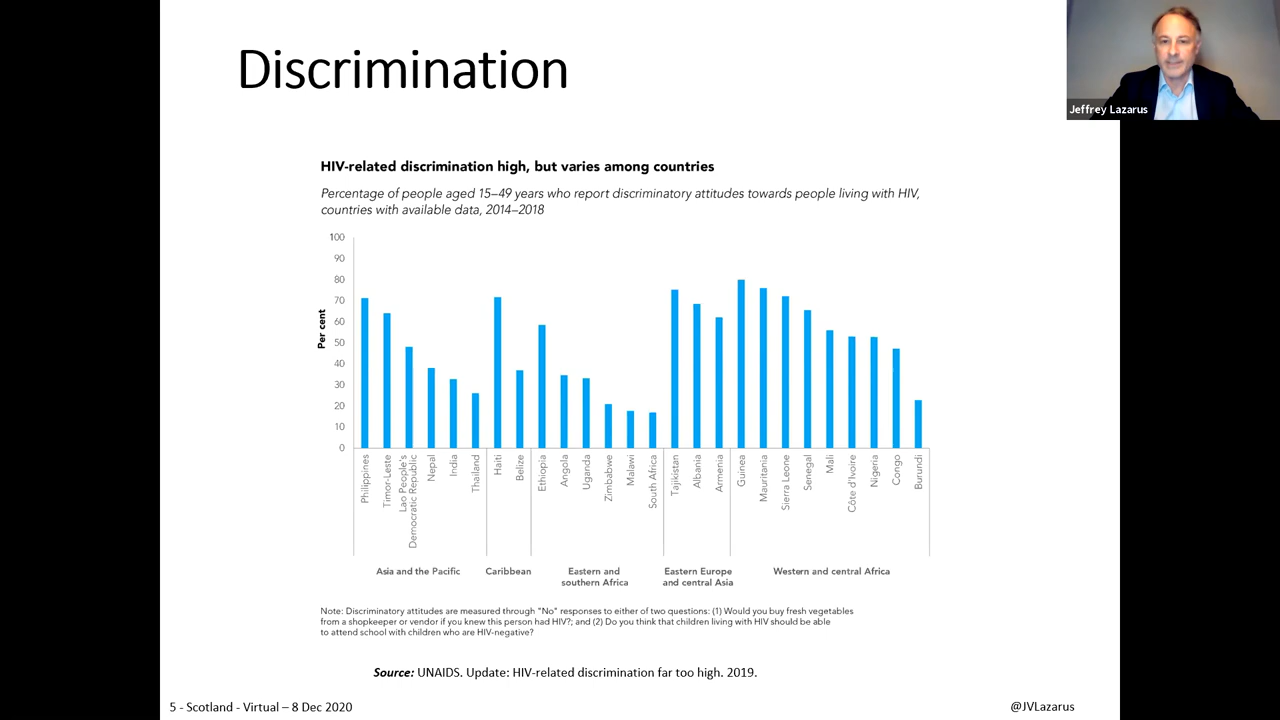 Discrimination
Jeffrey Lazarus
HIV-related discrimination high, but varies among countries
Percentage of people aged 15–49 years who report discriminatory attitudes towards people living with HIV,
countries with available data, 2014–2018
100
90
80
70
60
50
40
30
20
10
0
Per cent
Philippines
Timor-Leste
Lao People's
Democratic Republic
Nepal
India
Thailand
Haiti
Belize
Ethiopia
Angola
Uganda
Zimbabwe
Malawi
South Africa
Tajikistan
Albania
Armenia
Guinea
Mauritania
Sierra Leone
Senegal
Mali
Côte d'Ivoire
Nigeria
Congo
Burundi
Asia and the Pacific
Caribbean
Eastern and
southern Africa
Eastern Europe
and central Asia
Western and central Africa
Note: Discriminatory attitudes are measured through "No" responses to either of two questions: (1) Would you buy fresh vegetables
from a shopkeeper or vendor if you knew this person had HIV?; and (2) Do you think that children living with HIV should be able
to attend school with children who are HIV-negative?
Source: UNAIDS. Update: HIV-related discrimination far too high. 2019.
5 - Scotland - Virtual – 8 Dec 2020
@JVLazarus